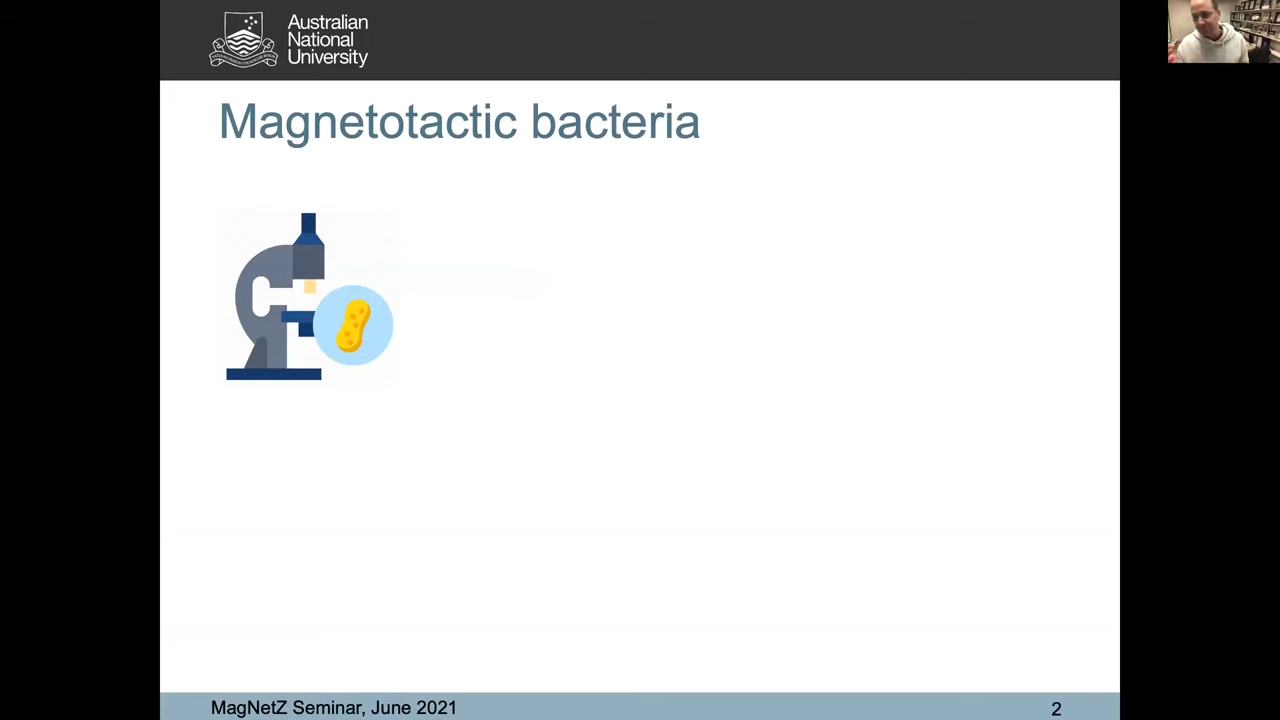 Australian
National
University
Magnetotactic bacteria
MagNetZ Seminar, June 2021
2